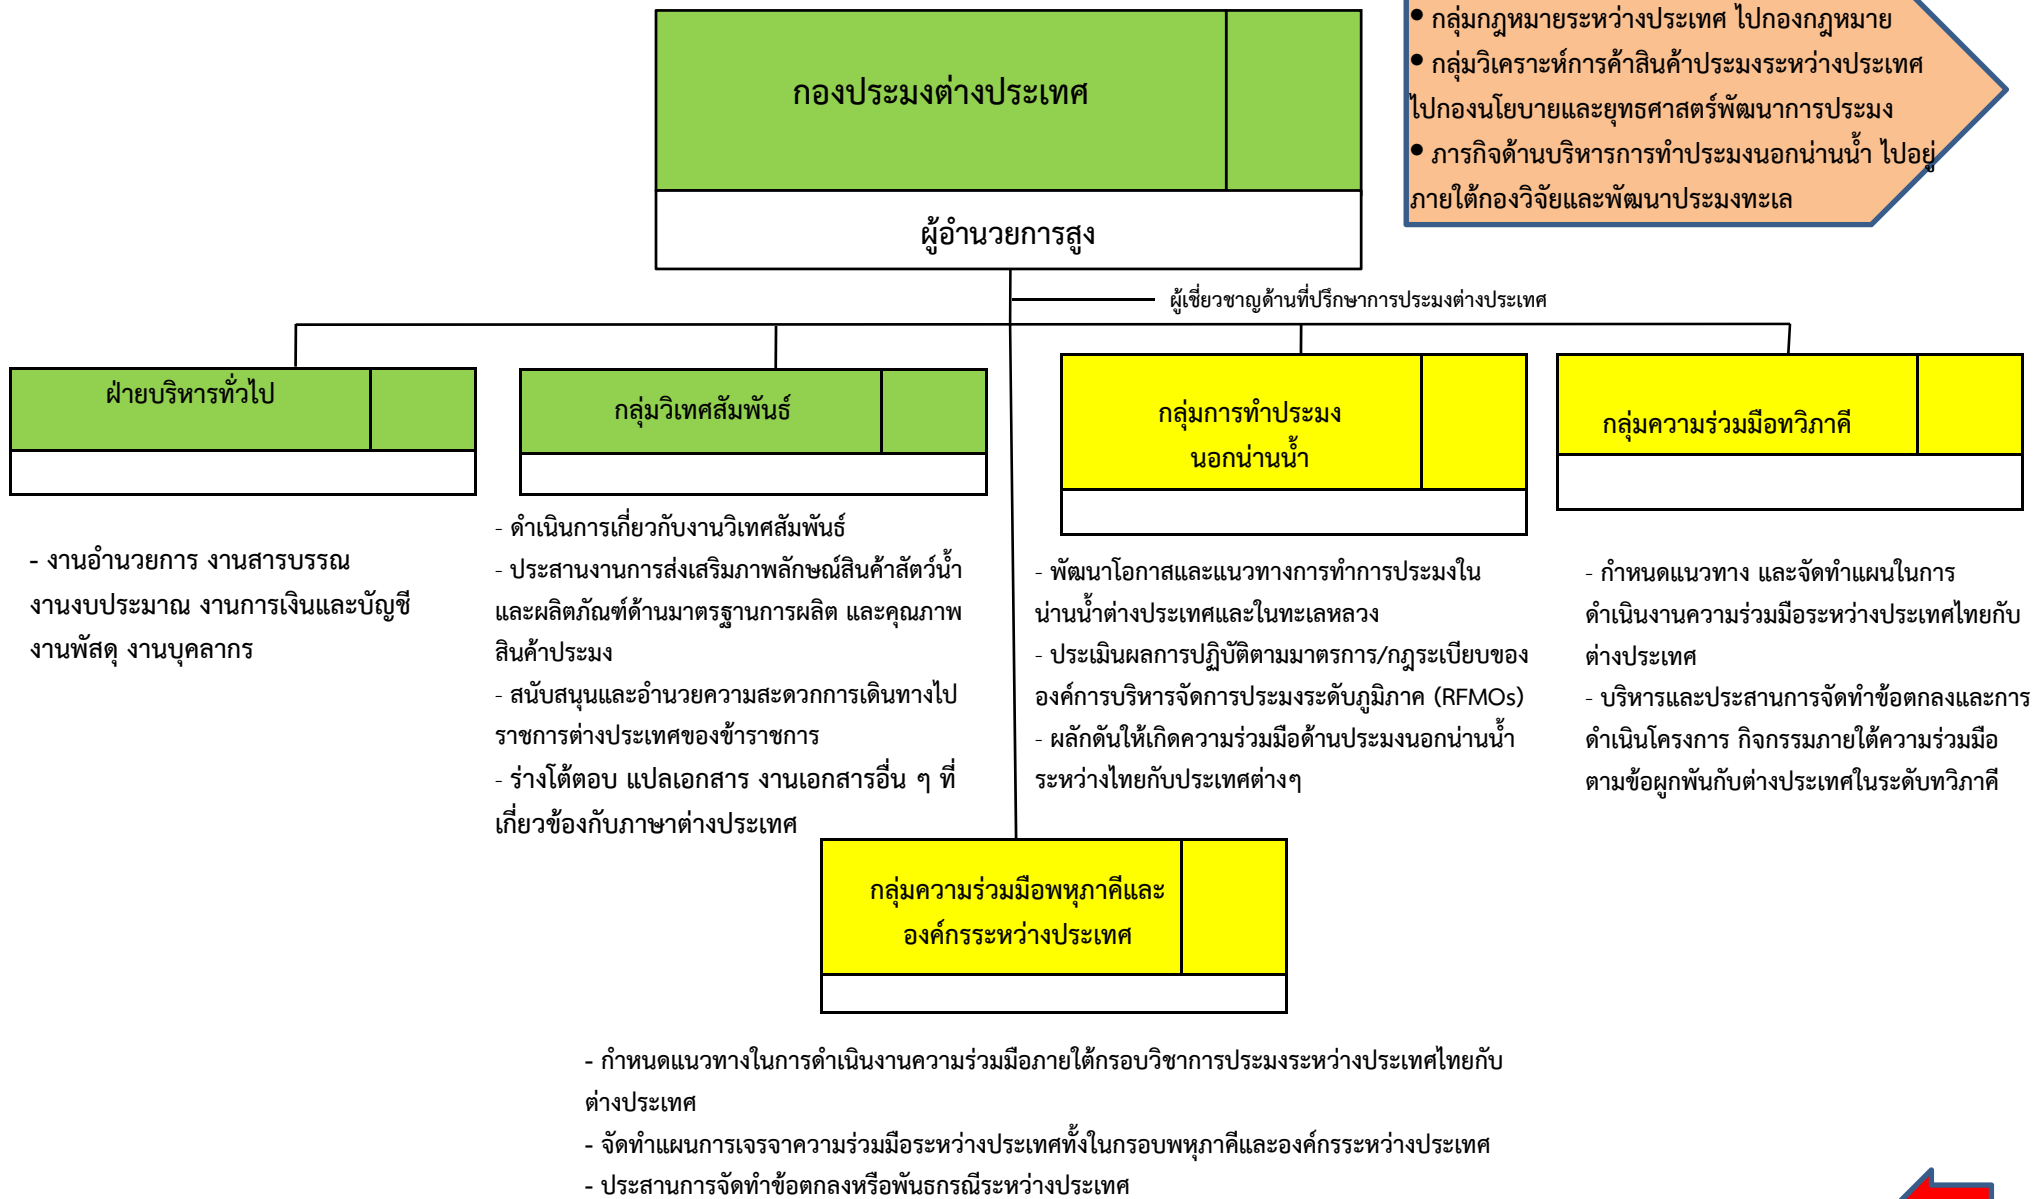 กองประมงต่างประเทศ
ผู้อำนวยการสูง
• กลุ่มกฎหมายระหว่างประเทศ ไปกองกฎหมาย
• กลุ่มวิเคราะห์การค้าสินค้าประมงระหว่างประเทศ
ไปกองนโยบายและยุทธศาสตร์พัฒนาการประมง
• ภารกิจด้านบริหารการทำประมงนอกน่านน้ำ ไปอยู่
ภายใต้กองวิจัยและพัฒนาประมงทะเล
ผู้เชี่ยวชาญด้านที่ปรึกษาการประมงต่างประเทศ
ฝ่ายบริหารทั่วไป
- งานอำนวยการ งานสารบรรณ
งานงบประมาณ งานการเงินและบัญชี
งานพัสดุ งานบุคลากร
กลุ่มวิเทศสัมพันธ์
- ดำเนินการเกี่ยวกับงานวิเทศสัมพันธ์
- ประสานงานการส่งเสริมภาพลักษณ์สินค้าสัตว์น้ำ
และผลิตภัณฑ์ด้านมาตรฐานการผลิต และคุณภาพ
สินค้าประมง
- สนับสนุนและอำนวยความสะดวกการเดินทางไป
ราชการต่างประเทศของข้าราชการ
- ร่างโต้ตอบ แปลเอกสาร งานเอกสารอื่น ๆ ที่
เกี่ยวข้องกับภาษาต่างประเทศ
กลุ่มการทำประมง
นอกน่านน้ำ
- พัฒนาโอกาสและแนวทางการทำการประมงใน
น่านน้ำต่างประเทศและในทะเลหลวง
- ประเมินผลการปฏิบัติตามมาตรการ/กฎระเบียบของ
องค์การบริหารจัดการประมงระดับภูมิภาค (RFMOs)
- ผลักดันให้เกิดความร่วมมือด้านประมงนอกน่านน้ำ
ระหว่างไทยกับประเทศต่างๆ
กลุ่มความร่วมมือทวิภาคี
- กำหนดแนวทาง และจัดทำแผนในการ
ดำเนินงานความร่วมมือระหว่างประเทศไทยกับ
ต่างประเทศ
- บริหารและประสานการจัดทำข้อตกลงและการ
ดำเนินโครงการ กิจกรรมภายใต้ความร่วมมือ
ตามข้อผูกพันกับต่างประเทศในระดับทวิภาคี
กลุ่มความร่วมมือพหุภาคีและ
องค์กรระหว่างประเทศ
- กำหนดแนวทางในการดำเนินงานความร่วมมือภายใต้กรอบวิชาการประมงระหว่างประเทศไทยกับ
ต่างประเทศ
- จัดทำแผนการเจรจาความร่วมมือระหว่างประเทศทั้งในกรอบพหุภาคีและองค์กรระหว่างประเทศ
- ประสานการจัดทำข้อตกลงหรือพันธกรณีระหว่างประเทศ